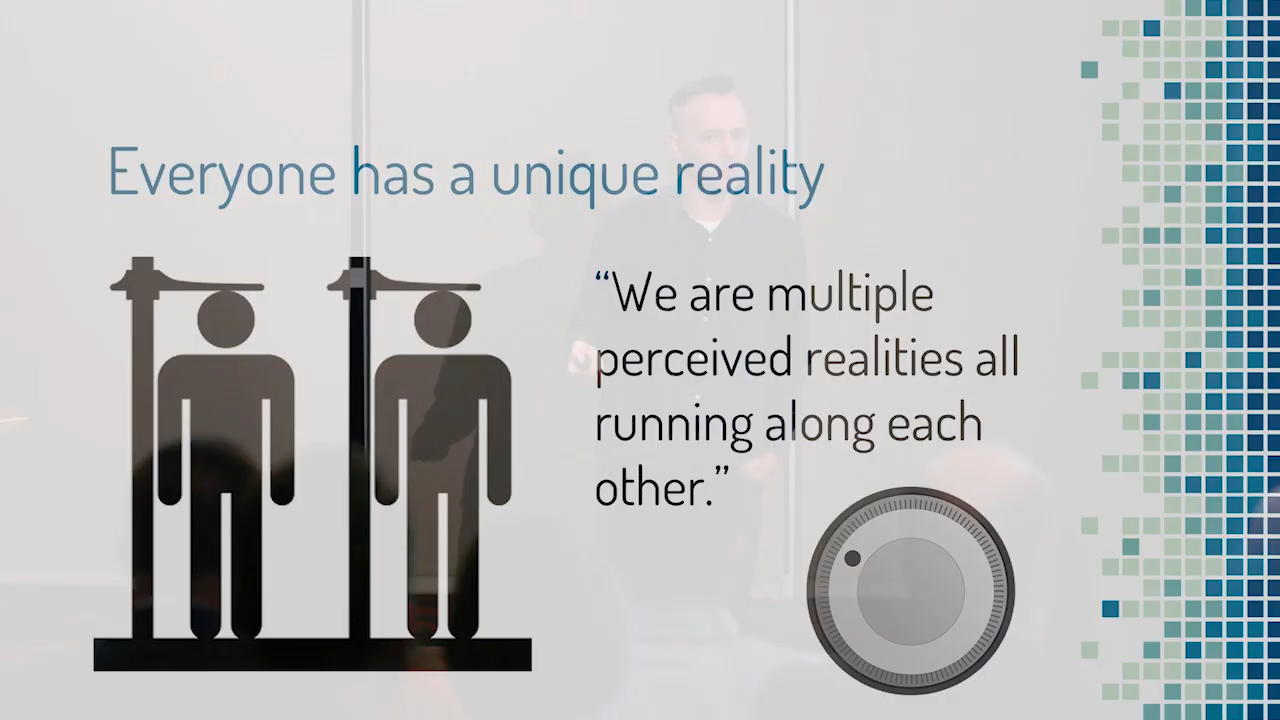 Everyone has a unique reality
“We are multiple
perceived realities all
running along each
other.”